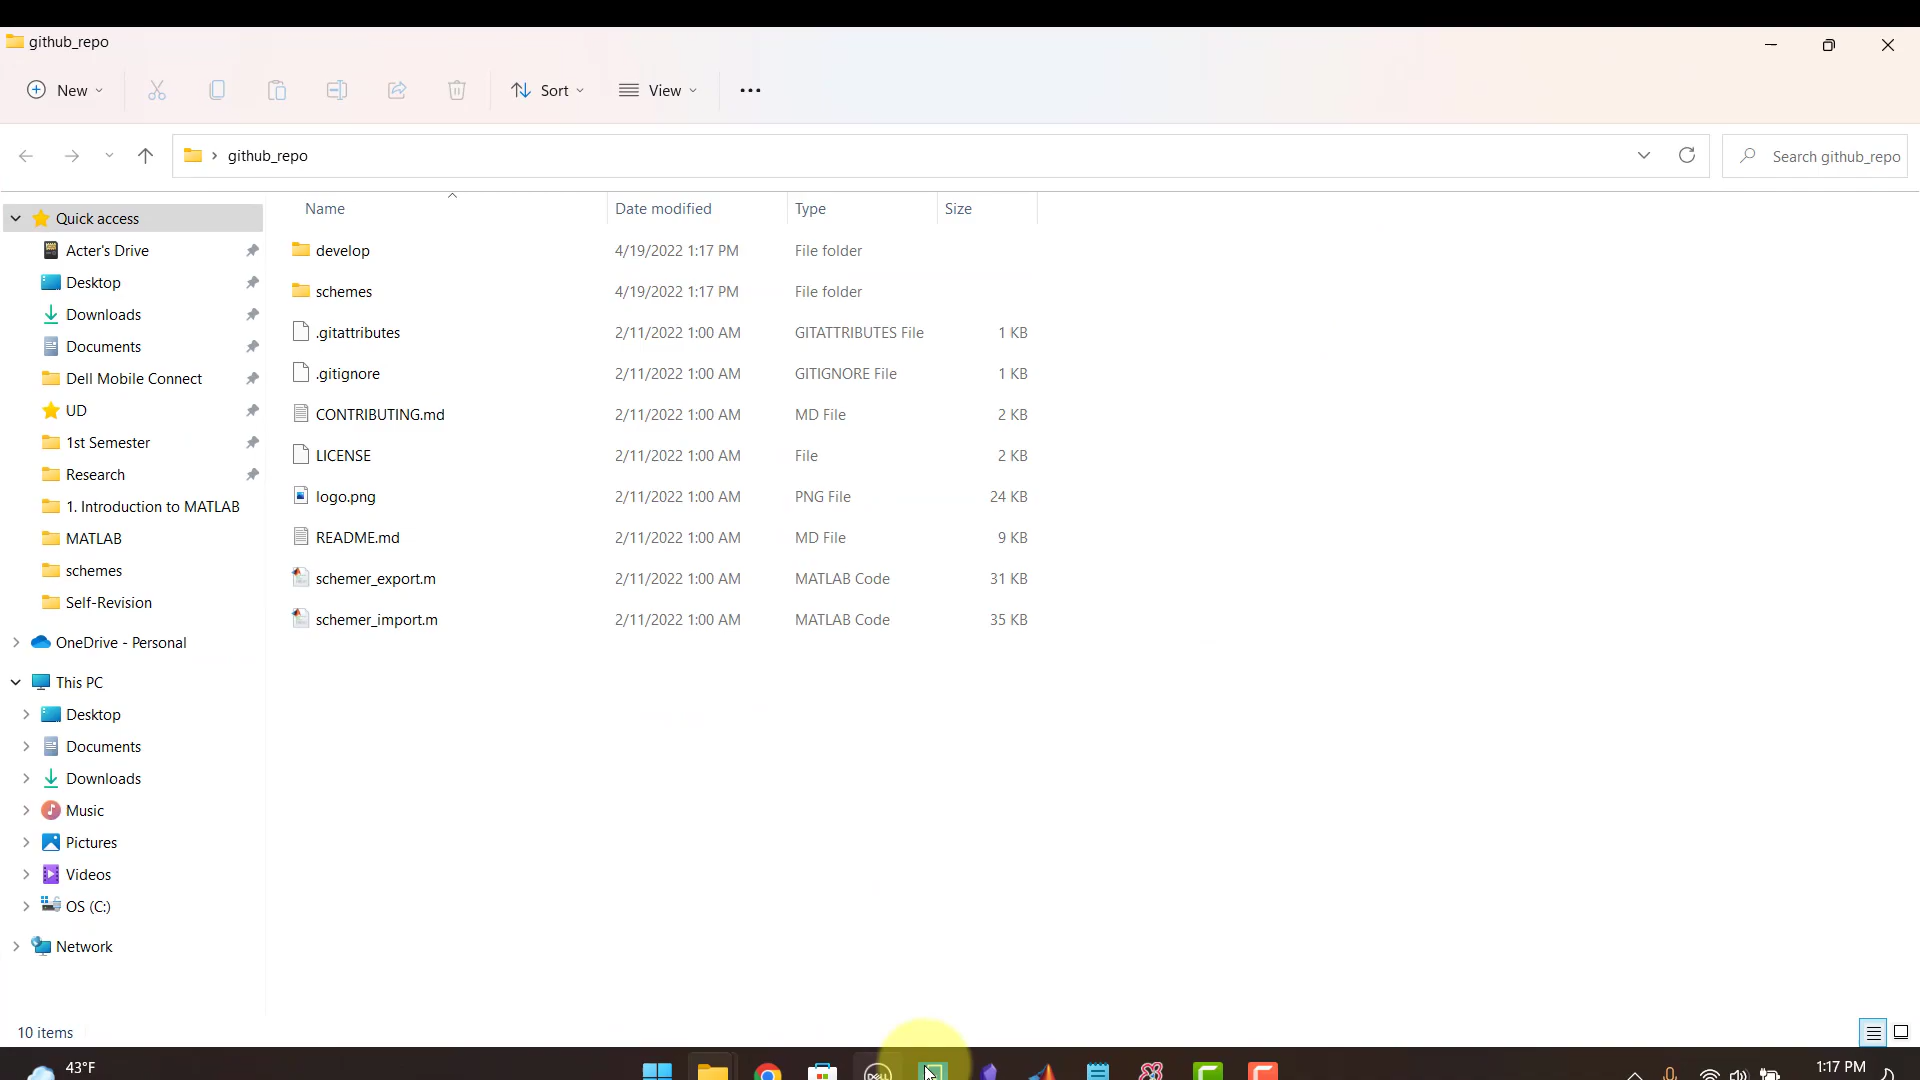 github_repo
New
Sort
View
github_repo
Search github_repo
Name Date modified Type Size
Quick access
Acter's Drive
Desktop
Downloads
Documents
Dell Mobile Connect
UD
1st Semester
Research
1. Introduction to MATLAB
MATLAB
schemes
Self-Revision
OneDrive - Personal
This PC
Desktop
Documents
Downloads
Music
Pictures
Videos
OS (C:)
Network
develop 4/19/2022 1:17 PM File folder
schemes 4/19/2022 1:17 PM File folder
.gitattributes 2/11/2022 1:00 AM GITATTRIBUTES File 1 KB
.gitignore 2/11/2022 1:00 AM GITIGNORE File 1 KB
CONTRIBUTING.md 2/11/2022 1:00 AM MD File 2 KB
LICENSE 2/11/2022 1:00 AM File 2 KB
logo.png 2/11/2022 1:00 AM PNG File 24 KB
README.md 2/11/2022 1:00 AM MD File 9 KB
schemer_export.m 2/11/2022 1:00 AM MATLAB Code 31 KB
schemer_import.m 2/11/2022 1:00 AM MATLAB Code 35 KB
10 items
43°F
DELL
1:17 PM